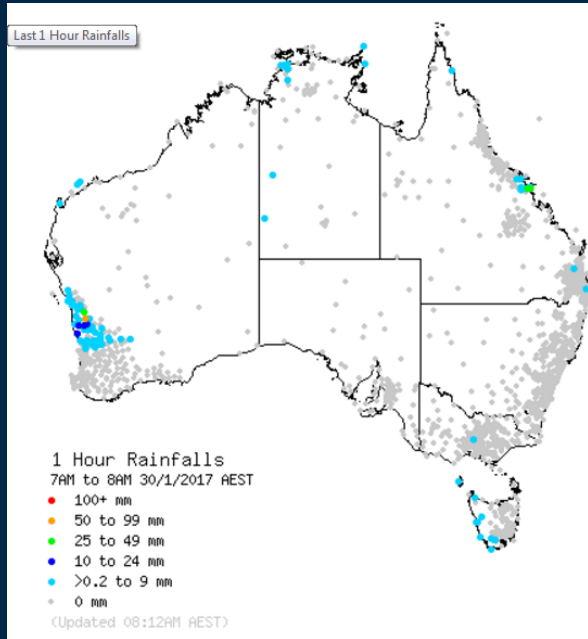 Last 1 Hour Rainfalls
1 Hour Rainfalls
7AM to 8AM 30/1/2017 AEST
100+ mm
50 to 99 mm
25 to 49 mm
10 to 24 mm
>0.2 to 9 mm
0 mm
(Updated 08:12AM AEST)